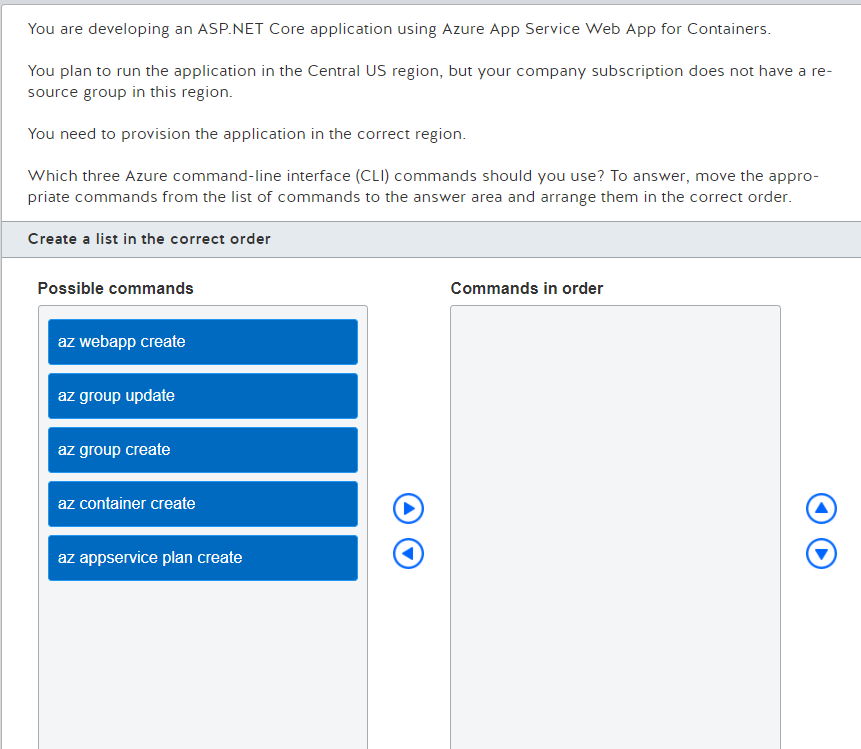 You are developing an ASP.NET Core application using Azure App Service Web App for Containers.
You plan to run the application in the Central US region, but your company subscription does not have a re-
source group in this region.
You need to provision the application in the correct region.
Which three Azure command-line interface (CLI) commands should you use? To answer, move the appro-
priate commands from the list of commands to the answer area and arrange them in the correct order.
Create a list in the correct order
Possible commands
az webapp create
az group update
az group create
az container create
az appservice plan create
Commands in order